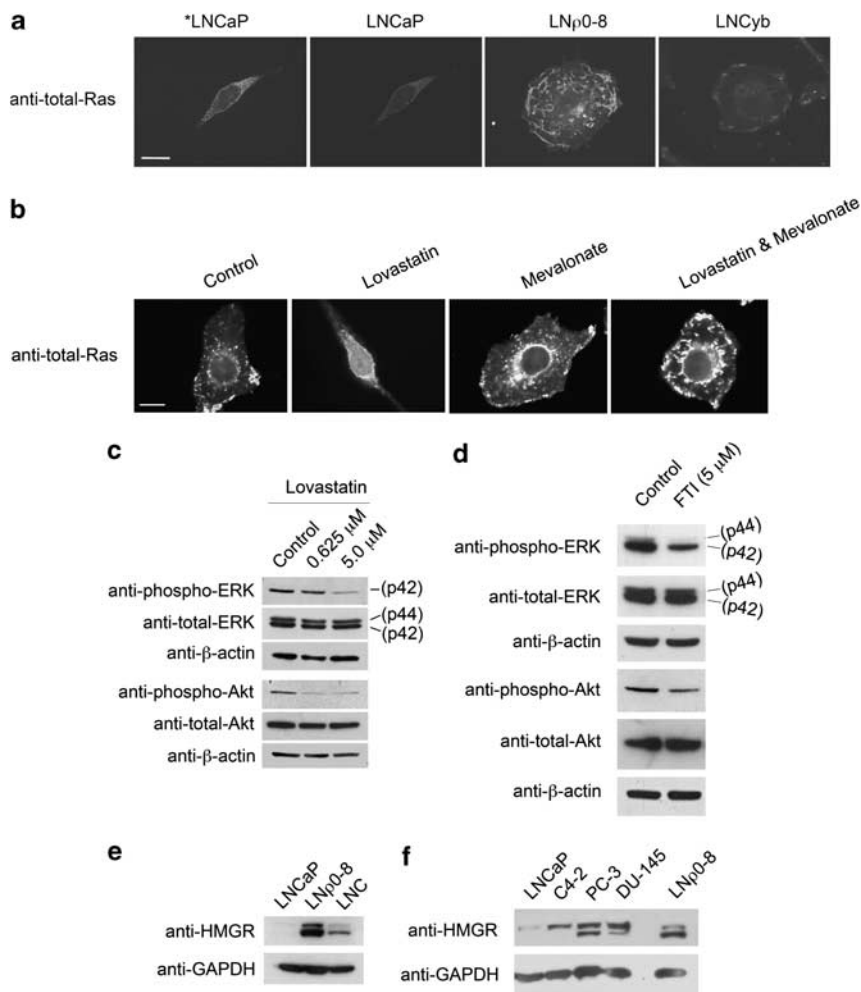 a
*LNCaP LNCaP LNρ0-8 LNCyb
anti-total-Ras
b
Control Lovastatin Mevalonate Lovastatin & Mevalonate
anti-total-Ras
c
Lovastatin
Control 0.625 μM 5.0 μM
anti-phospho-ERK (p42)
anti-total-ERK (p44)
(p42)
anti-β-actin
anti-phospho-Akt
anti-total-Akt
anti-β-actin
d
Control FTI (5 μM)
anti-phospho-ERK (p44)
(p42)
anti-total-ERK (p44)
(p42)
anti-β-actin
anti-phospho-Akt
anti-total-Akt
anti-β-actin
e
LNCaP LNρ0-8 LNC
anti-HMGR
anti-GAPDH
f
LNCaP C4-2 PC-3 DU-145 LNρ0-8
anti-HMGR
anti-GAPDH